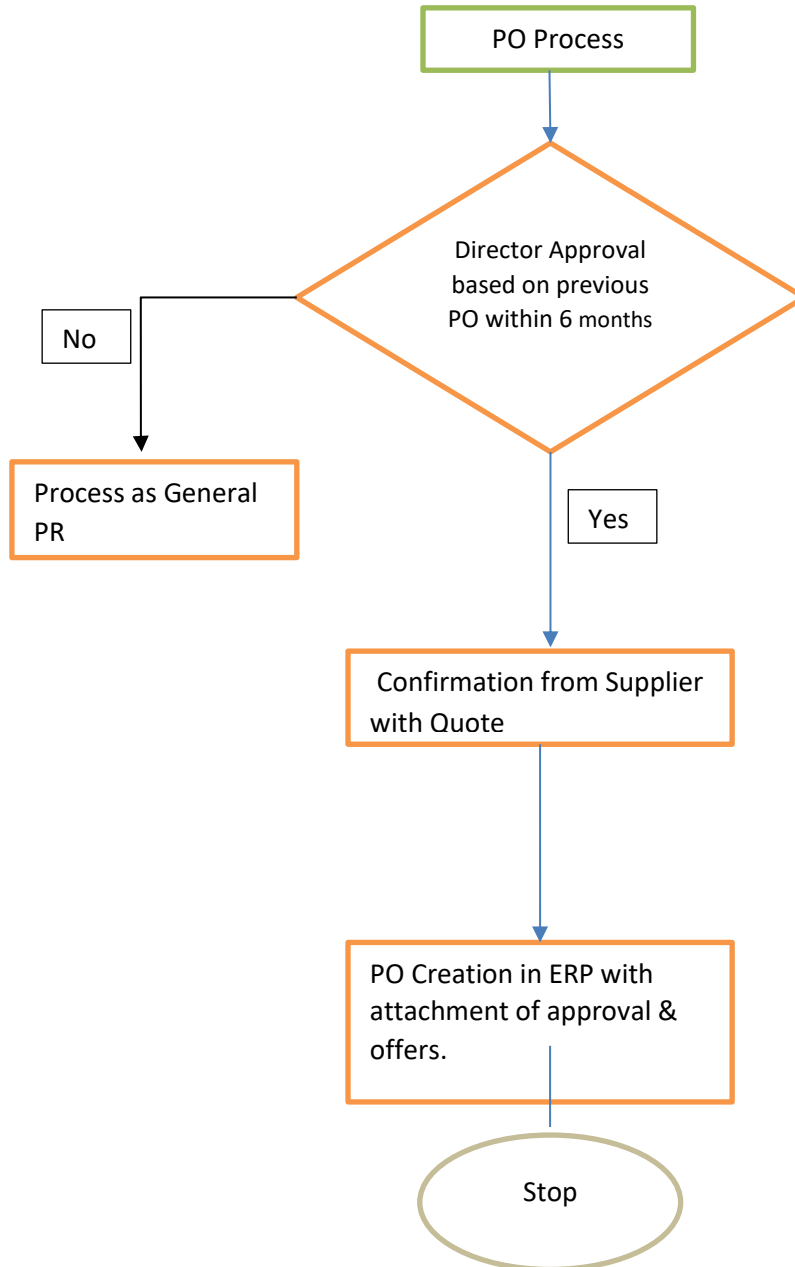 PO Process
Director Approval
based on previous
PO within 6 months
No
Process as General
PR
Yes
Confirmation from Supplier
with Quote
PO Creation in ERP with
attachment of approval &
offers.
Stop